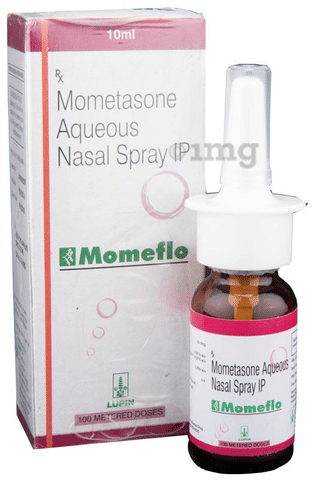 10ml
Rx
Mometasone
Aqueous
Nasal Spray IP
1mg
Momeflo
LUPIN
100 METERED DOSES
Rx
Mometasone Aqueous
Nasal Spray IP
Momeflo
100 METERED DOSES
LUPIN